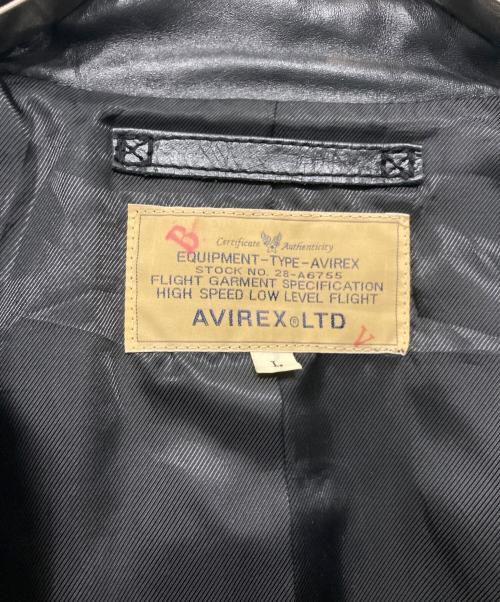 B
Certificate Authenticity
EQUIPMENT-TYPE-AVIREX
STOCK NO. 28-A6755
FLIGHT GARMENT SPECIFICATION
HIGH SPEED LOW LEVEL FLIGHT
AVIREX®LTD
V
L